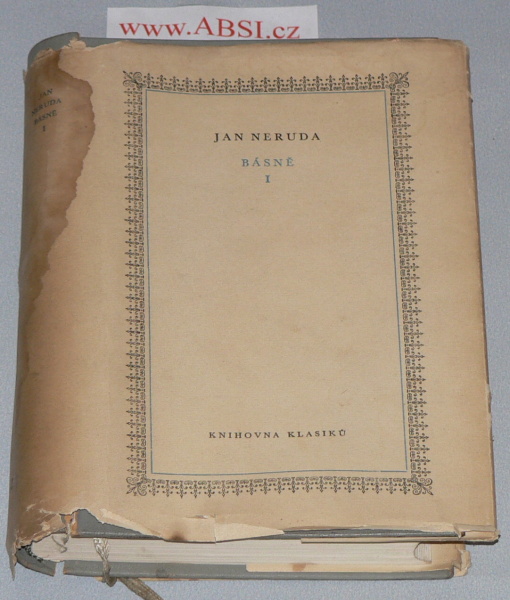 www.ABSI.cz
JAN
NERUDA
BÁSNĚ
I
JAN NERUDA
BÁSNĚ
I
KNIHOVNA KLASIKŮ